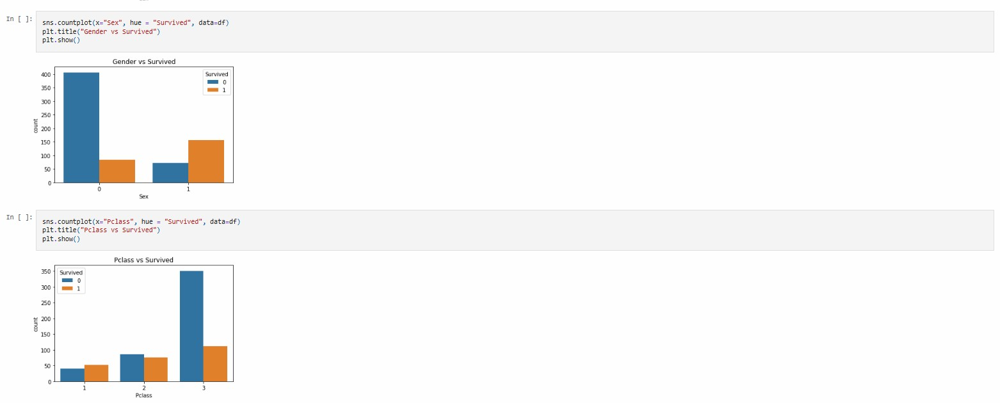 In [ ]:
sns.countplot(x="Sex", hue = "Survived", data=df)
plt.title("Gender vs Survived")
plt.show()
Gender vs Survived
Survived
0
1
400
350
300
250
200
150
100
50
0
count
0 1
Sex
In [ ]:
sns.countplot(x="Pclass", hue = "Survived", data=df)
plt.title("Pclass vs Survived")
plt.show()
Pclass vs Survived
Survived
0
1
350
300
250
200
150
100
50
0
count
1 2 3
Pclass